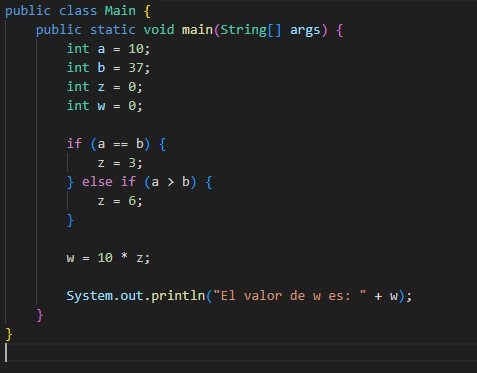 public class Main {
    public static void main(String[] args) {
        int a = 10;
        int b = 37;
        int z = 0;
        int w = 0;

        if (a == b) {
            z = 3;
        } else if (a > b) {
            z = 6;
        }

        w = 10 * z;

        System.out.println("El valor de w es: " + w);
    }
}